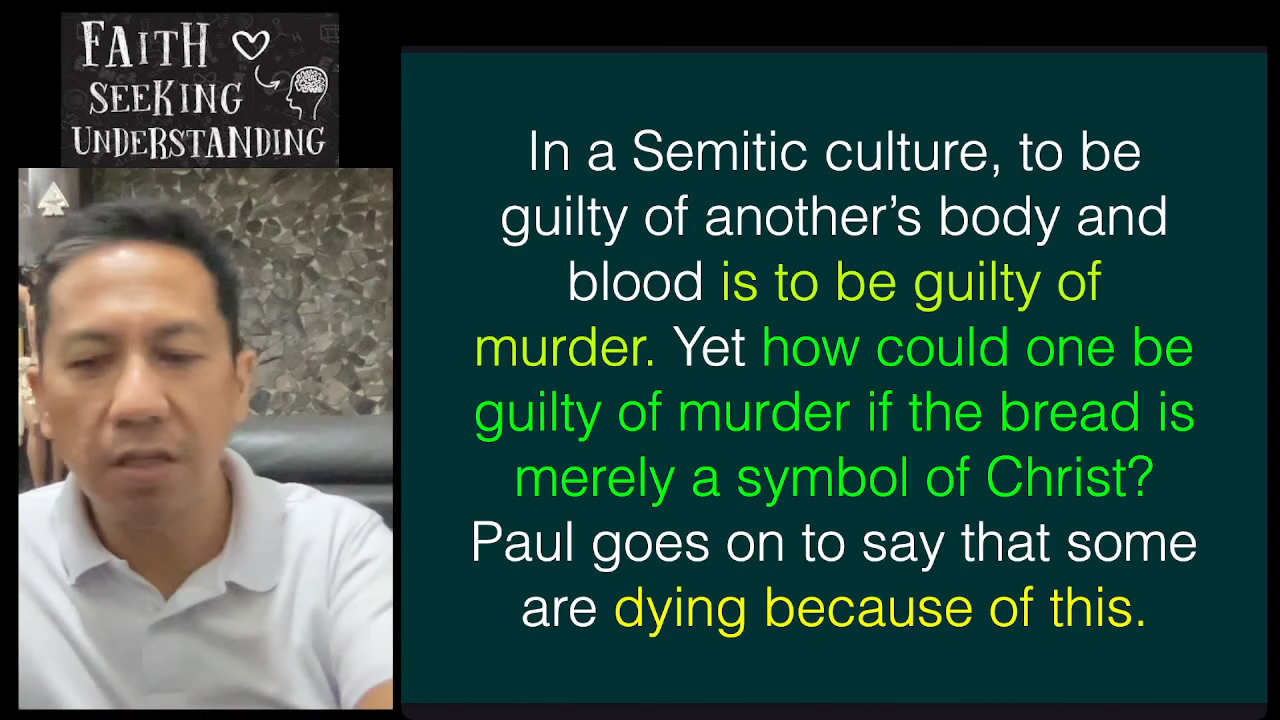 FAITH
SEEKING
UNDERSTANDING
In a Semitic culture, to be
guilty of another’s body and
blood is to be guilty of
murder. Yet how could one be
guilty of murder if the bread is
merely a symbol of Christ?
Paul goes on to say that some
are dying because of this.